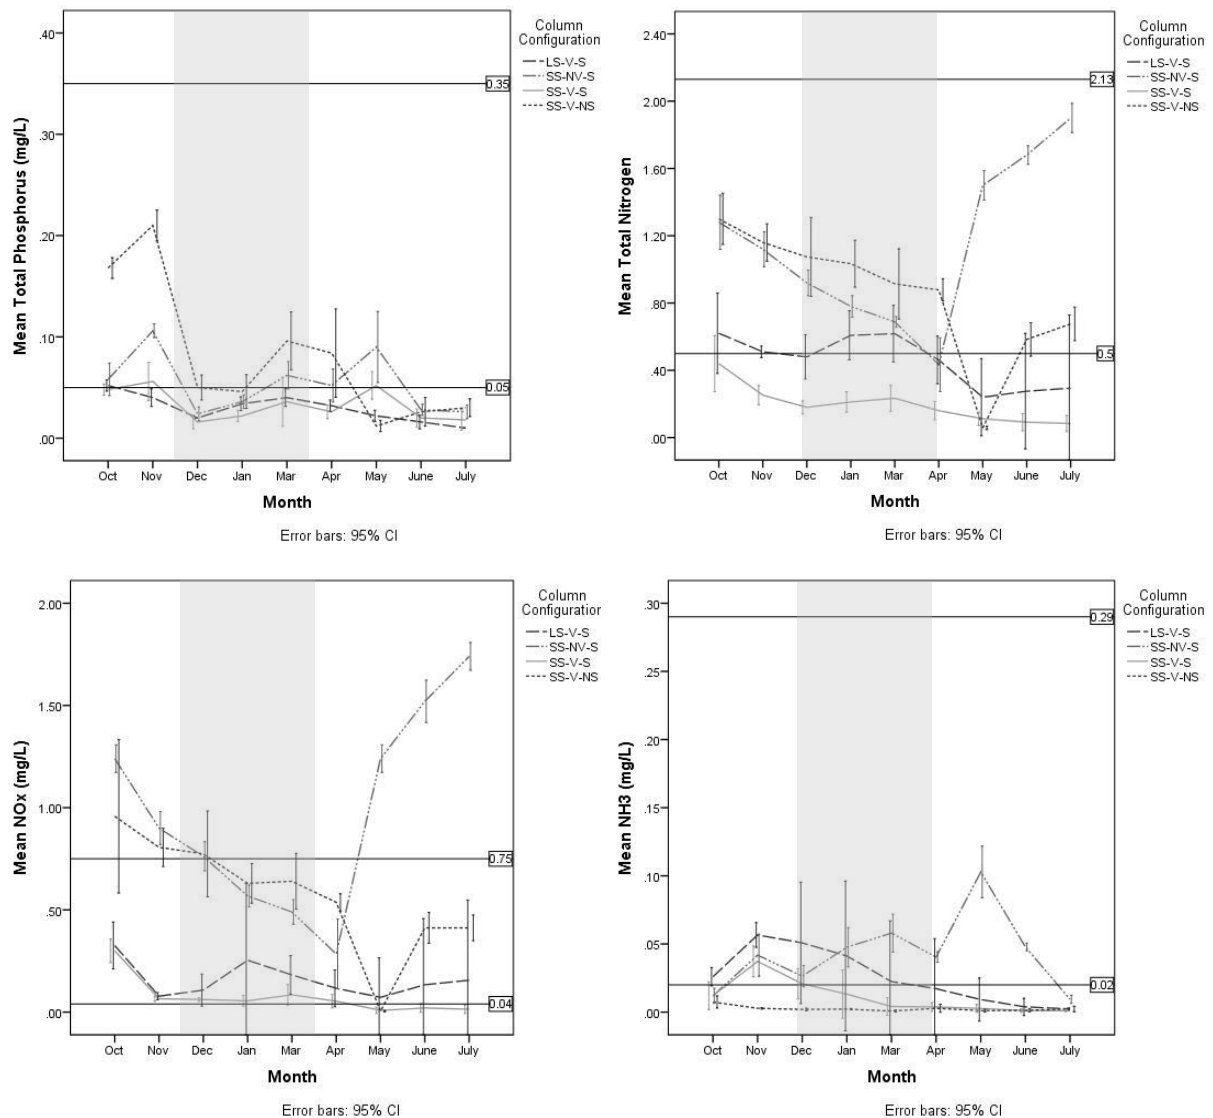 Column
Configuration
LS-V-S
SS-NV-S
SS-V-S
SS-V-NS
Mean Total Phosphorus (mg/L)
.40
.30
.20
.10
.00
0.35
0.05
Oct Nov Dec Jan Mar Apr May June July
Month
Error bars: 95% CI
Column
Configuration
LS-V-S
SS-NV-S
SS-V-S
SS-V-NS
Mean Total Nitrogen
2.40
2.00
1.60
1.20
.80
.40
.00
2.13
0.5
Oct Nov Dec Jan Mar Apr May June July
Month
Error bars: 95% CI
Column
Configuration
LS-V-S
SS-NV-S
SS-V-S
SS-V-NS
Mean NOx (mg/L)
2.00
1.50
1.00
.50
.00
0.75
0.04
Oct Nov Dec Jan Mar Apr May June July
Month
Error bars: 95% CI
Column
Configuration
LS-V-S
SS-NV-S
SS-V-S
SS-V-NS
Mean NH3 (mg/L)
.30
.25
.20
.15
.10
.05
.00
0.29
0.02
Oct Nov Dec Jan Mar Apr May June July
Month
Error bars: 95% CI